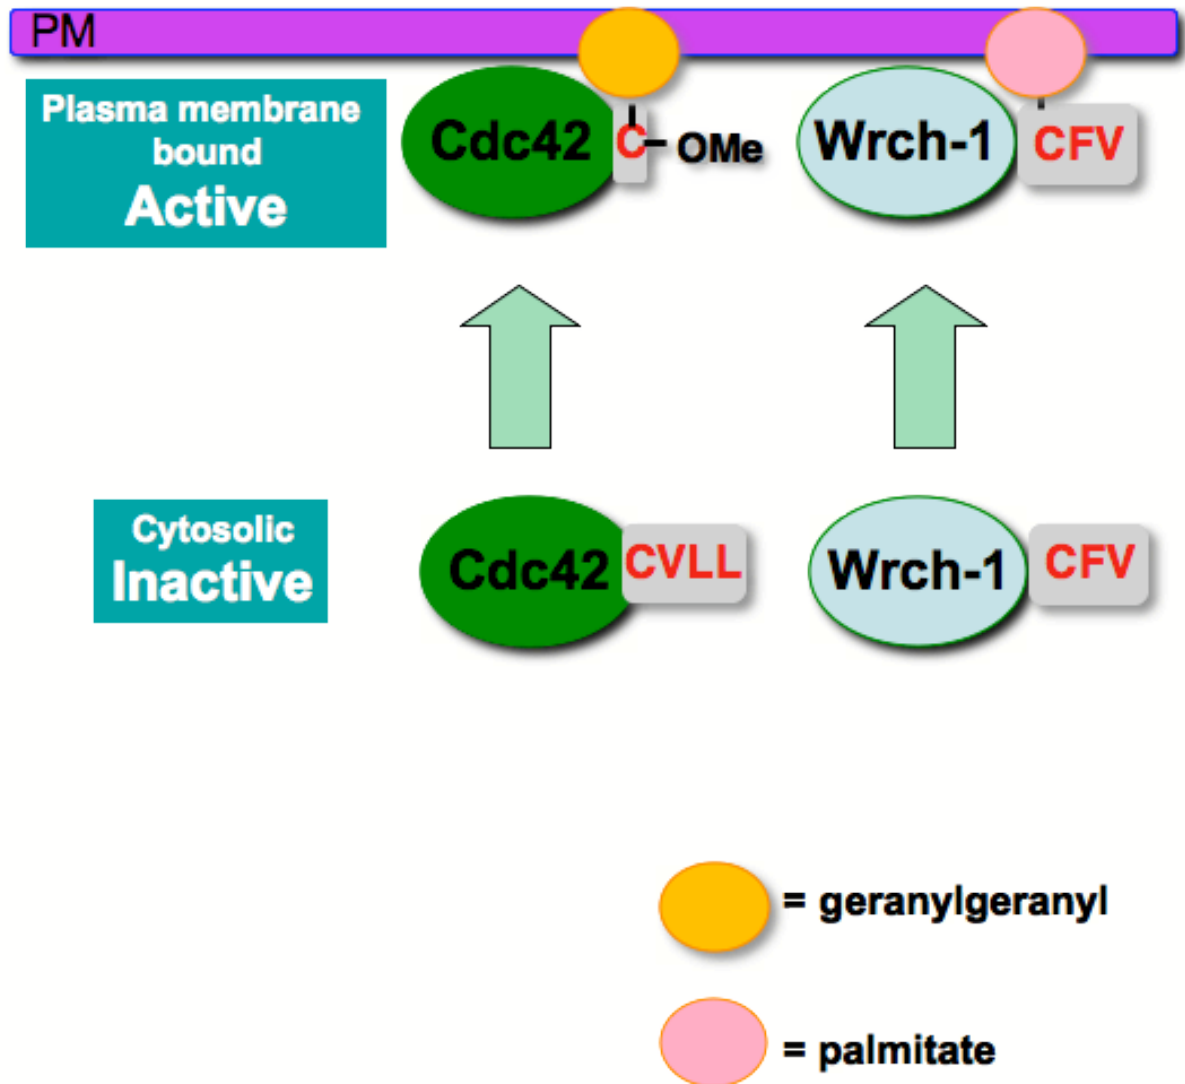 PM
Plasma membrane
bound
Active
Cdc42
C
OMe
Wrch-1
CFV
Cytosolic
Inactive
Cdc42
CVLL
Wrch-1
CFV
= geranylgeranyl
= palmitate